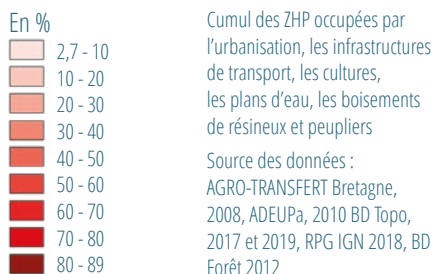 En %
2,7 - 10
10 - 20
20 - 30
30 - 40
40 - 50
50 - 60
60 - 70
70 - 80
80 - 89
Cumul des ZHP occupées par
l'urbanisation, les infrastructures
de transport, les cultures,
les plans d'eau, les boisements
de résineux et peupliers
Source des données :
AGRO-TRANSFERT Bretagne,
2008, ADEUPa, 2010 BD Topo,
2017 et 2019, RPG IGN 2018, BD
Forêt 2012